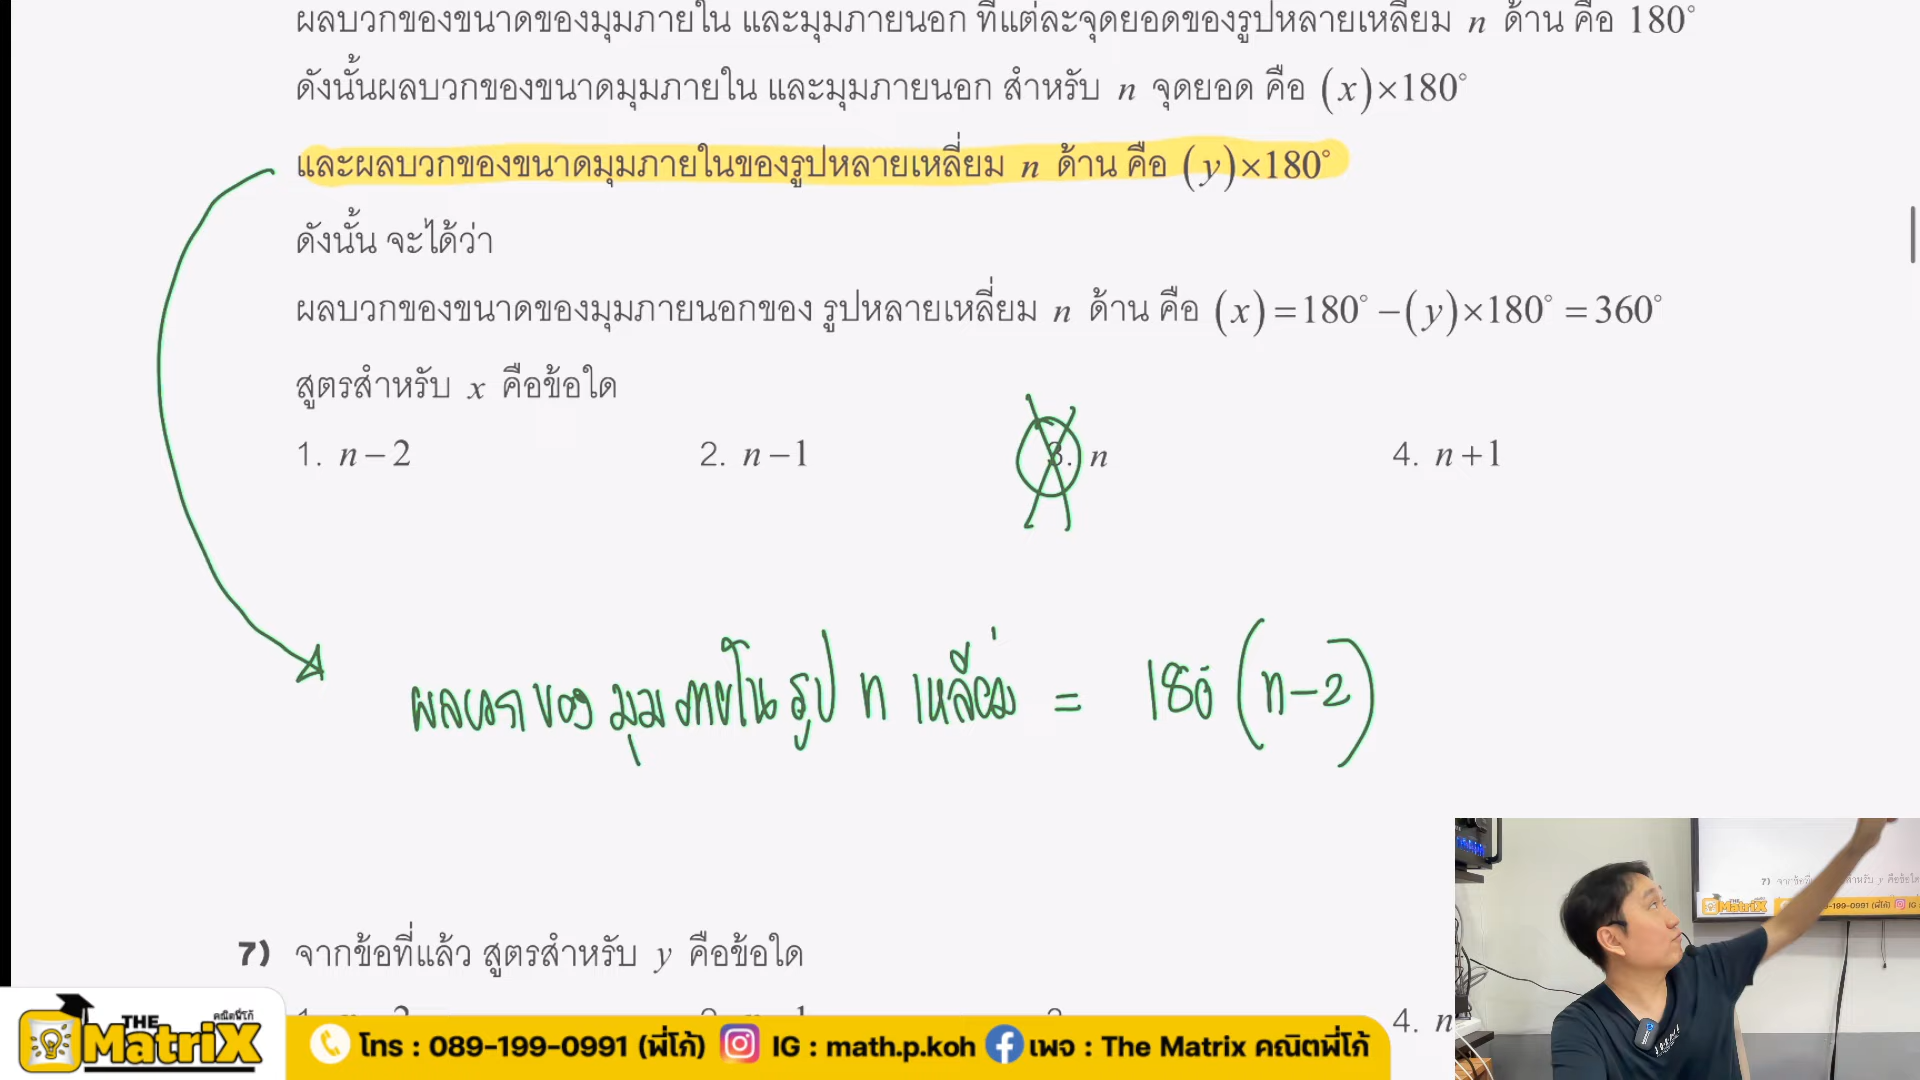 ผลบวกของขนาดของมุมภายใน และมุมภายนอก ที่แต่ละจุดยอดของรูปหลายเหลี่ยม n ด้าน คือ 180°
ดังนั้นผลบวกของขนาดมุมภายใน และมุมภายนอก สำหรับ n จุดยอด คือ (x)×180°
และผลบวกของขนาดมุมภายในของรูปหลายเหลี่ยม n ด้าน คือ (y)×180°
ดังนั้น จะได้ว่า
ผลบวกของขนาดของมุมภายนอกของ รูปหลายเหลี่ยม n ด้าน คือ (x)=180°−(y)×180°=360°
สูตรสำหรับ x คือข้อใด
1. n−2 2. n−1 3. n 4. n+1
ผลบวกของมุมภายในรูป n เหลี่ยม = 180°(n−2)
7) จากข้อที่แล้ว สูตรสำหรับ y คือข้อใด
4. n
THE MatriX คณิตพี่โก้
โทร : 089-199-0991 (พี่โก้) IG : math.p.koh เพจ : The Matrix คณิตพี่โก้